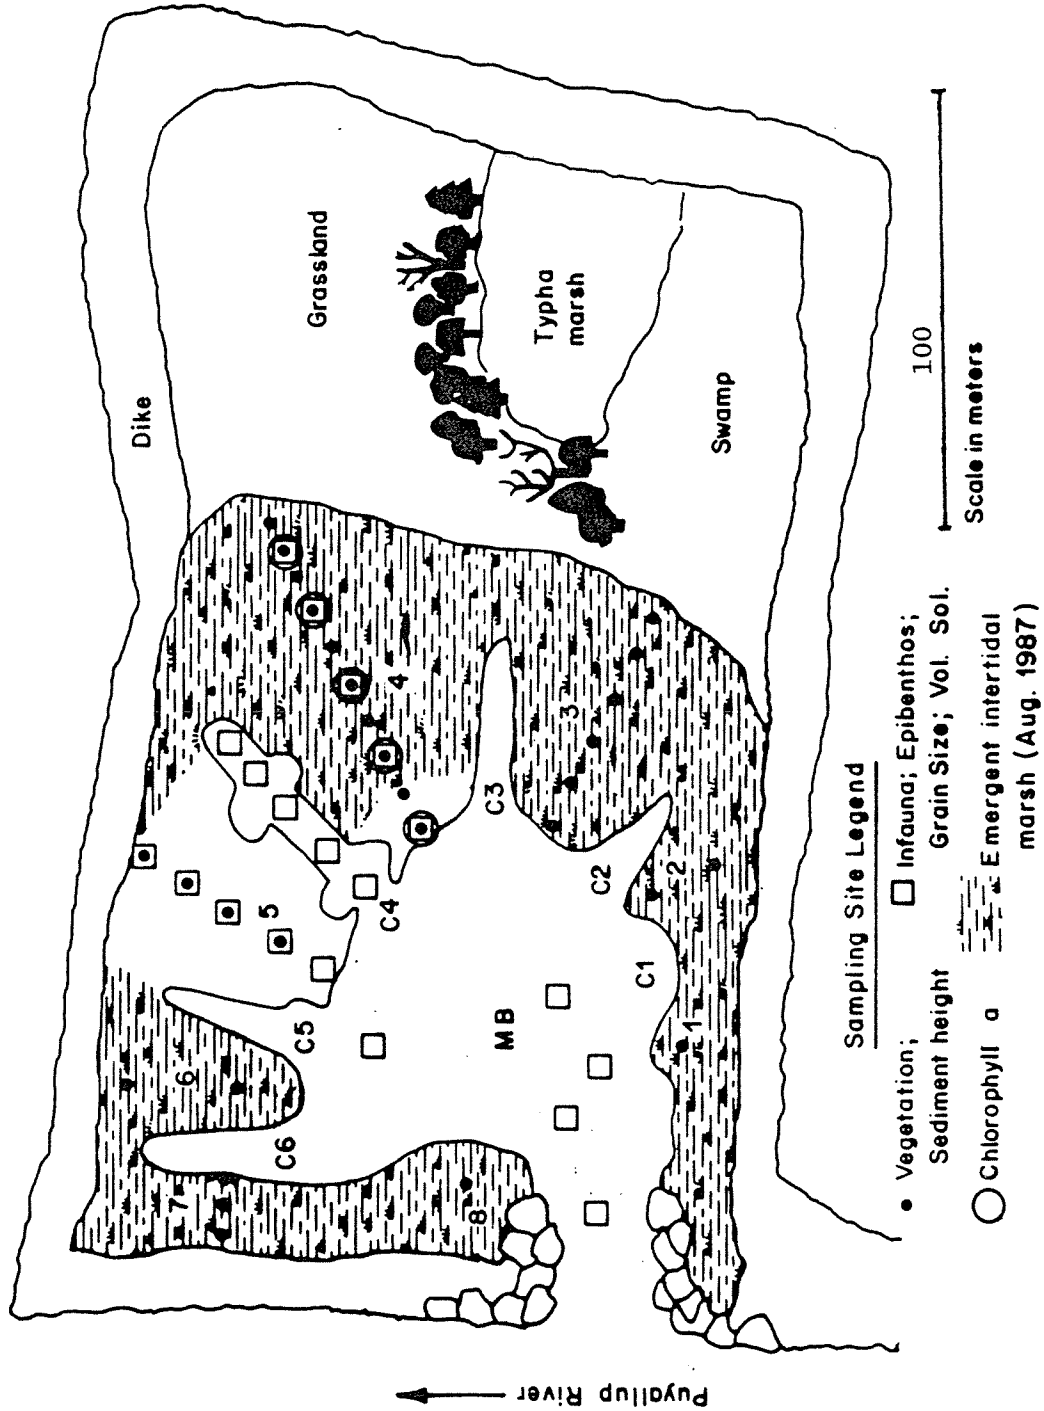 Dike
Grassland
Typha
marsh
Swamp
4
3
C3
C2
2
5
C4
C1
C5
MB
1
6
C6
7
8
Puyallup River
100
Scale in meters
Sampling Site Legend
Vegetation;
Sediment height
Infauna; Epibenthos;
Grain Size; Vol. Sol.
Chlorophyll a
Emergent intertidal
marsh (Aug. 1987)